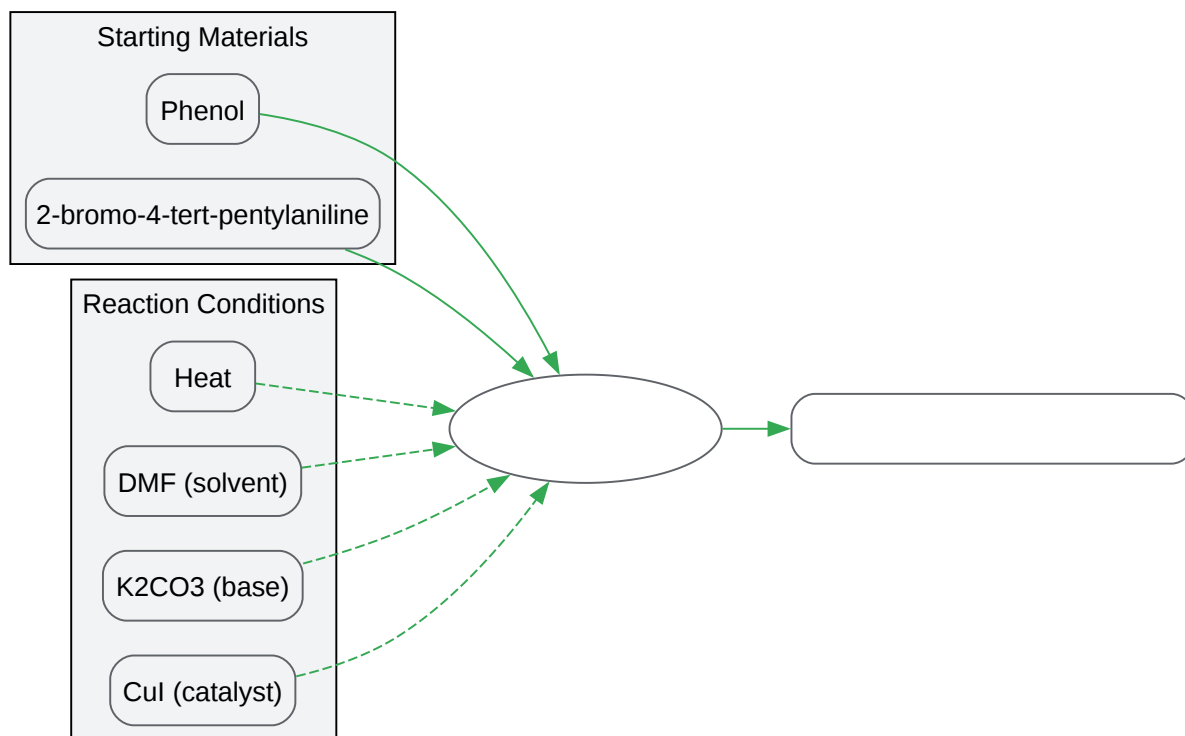 Starting Materials
Phenol
2-bromo-4-tert-pentylaniline
Reaction Conditions
Heat
DMF (solvent)
K2CO3 (base)
CuI (catalyst)